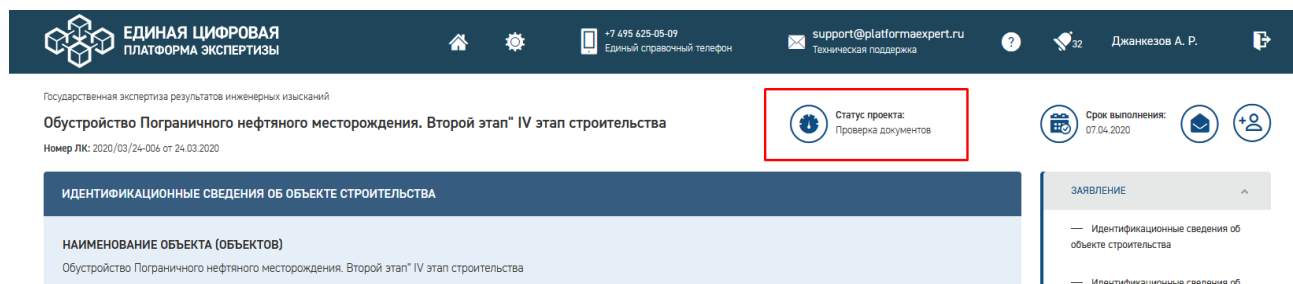 ЕДИНАЯ ЦИФРОВАЯ
ПЛАТФОРМА ЭКСПЕРТИЗЫ
+7 495 625-05-09
Единый справочный телефон
support@platformaexpert.ru
Техническая поддержка
?
32
Джанкезов А. Р.
Государственная экспертиза результатов инженерных изысканий
Обустройство Пограничного нефтяного месторождения. Второй этап" IV этап строительства
Номер ЛК: 2020/03/24-006 от 24.03.2020
Статус проекта:
Проверка документов
Срок выполнения:
07.04.2020
ИДЕНТИФИКАЦИОННЫЕ СВЕДЕНИЯ ОБ ОБЪЕКТЕ СТРОИТЕЛЬСТВА
НАИМЕНОВАНИЕ ОБЪЕКТА (ОБЪЕКТОВ)
Обустройство Пограничного нефтяного месторождения. Второй этап" IV этап строительства
ЗАЯВЛЕНИЕ
— Идентификационные сведения об
объекте строительства
— Идентификационные сведения об